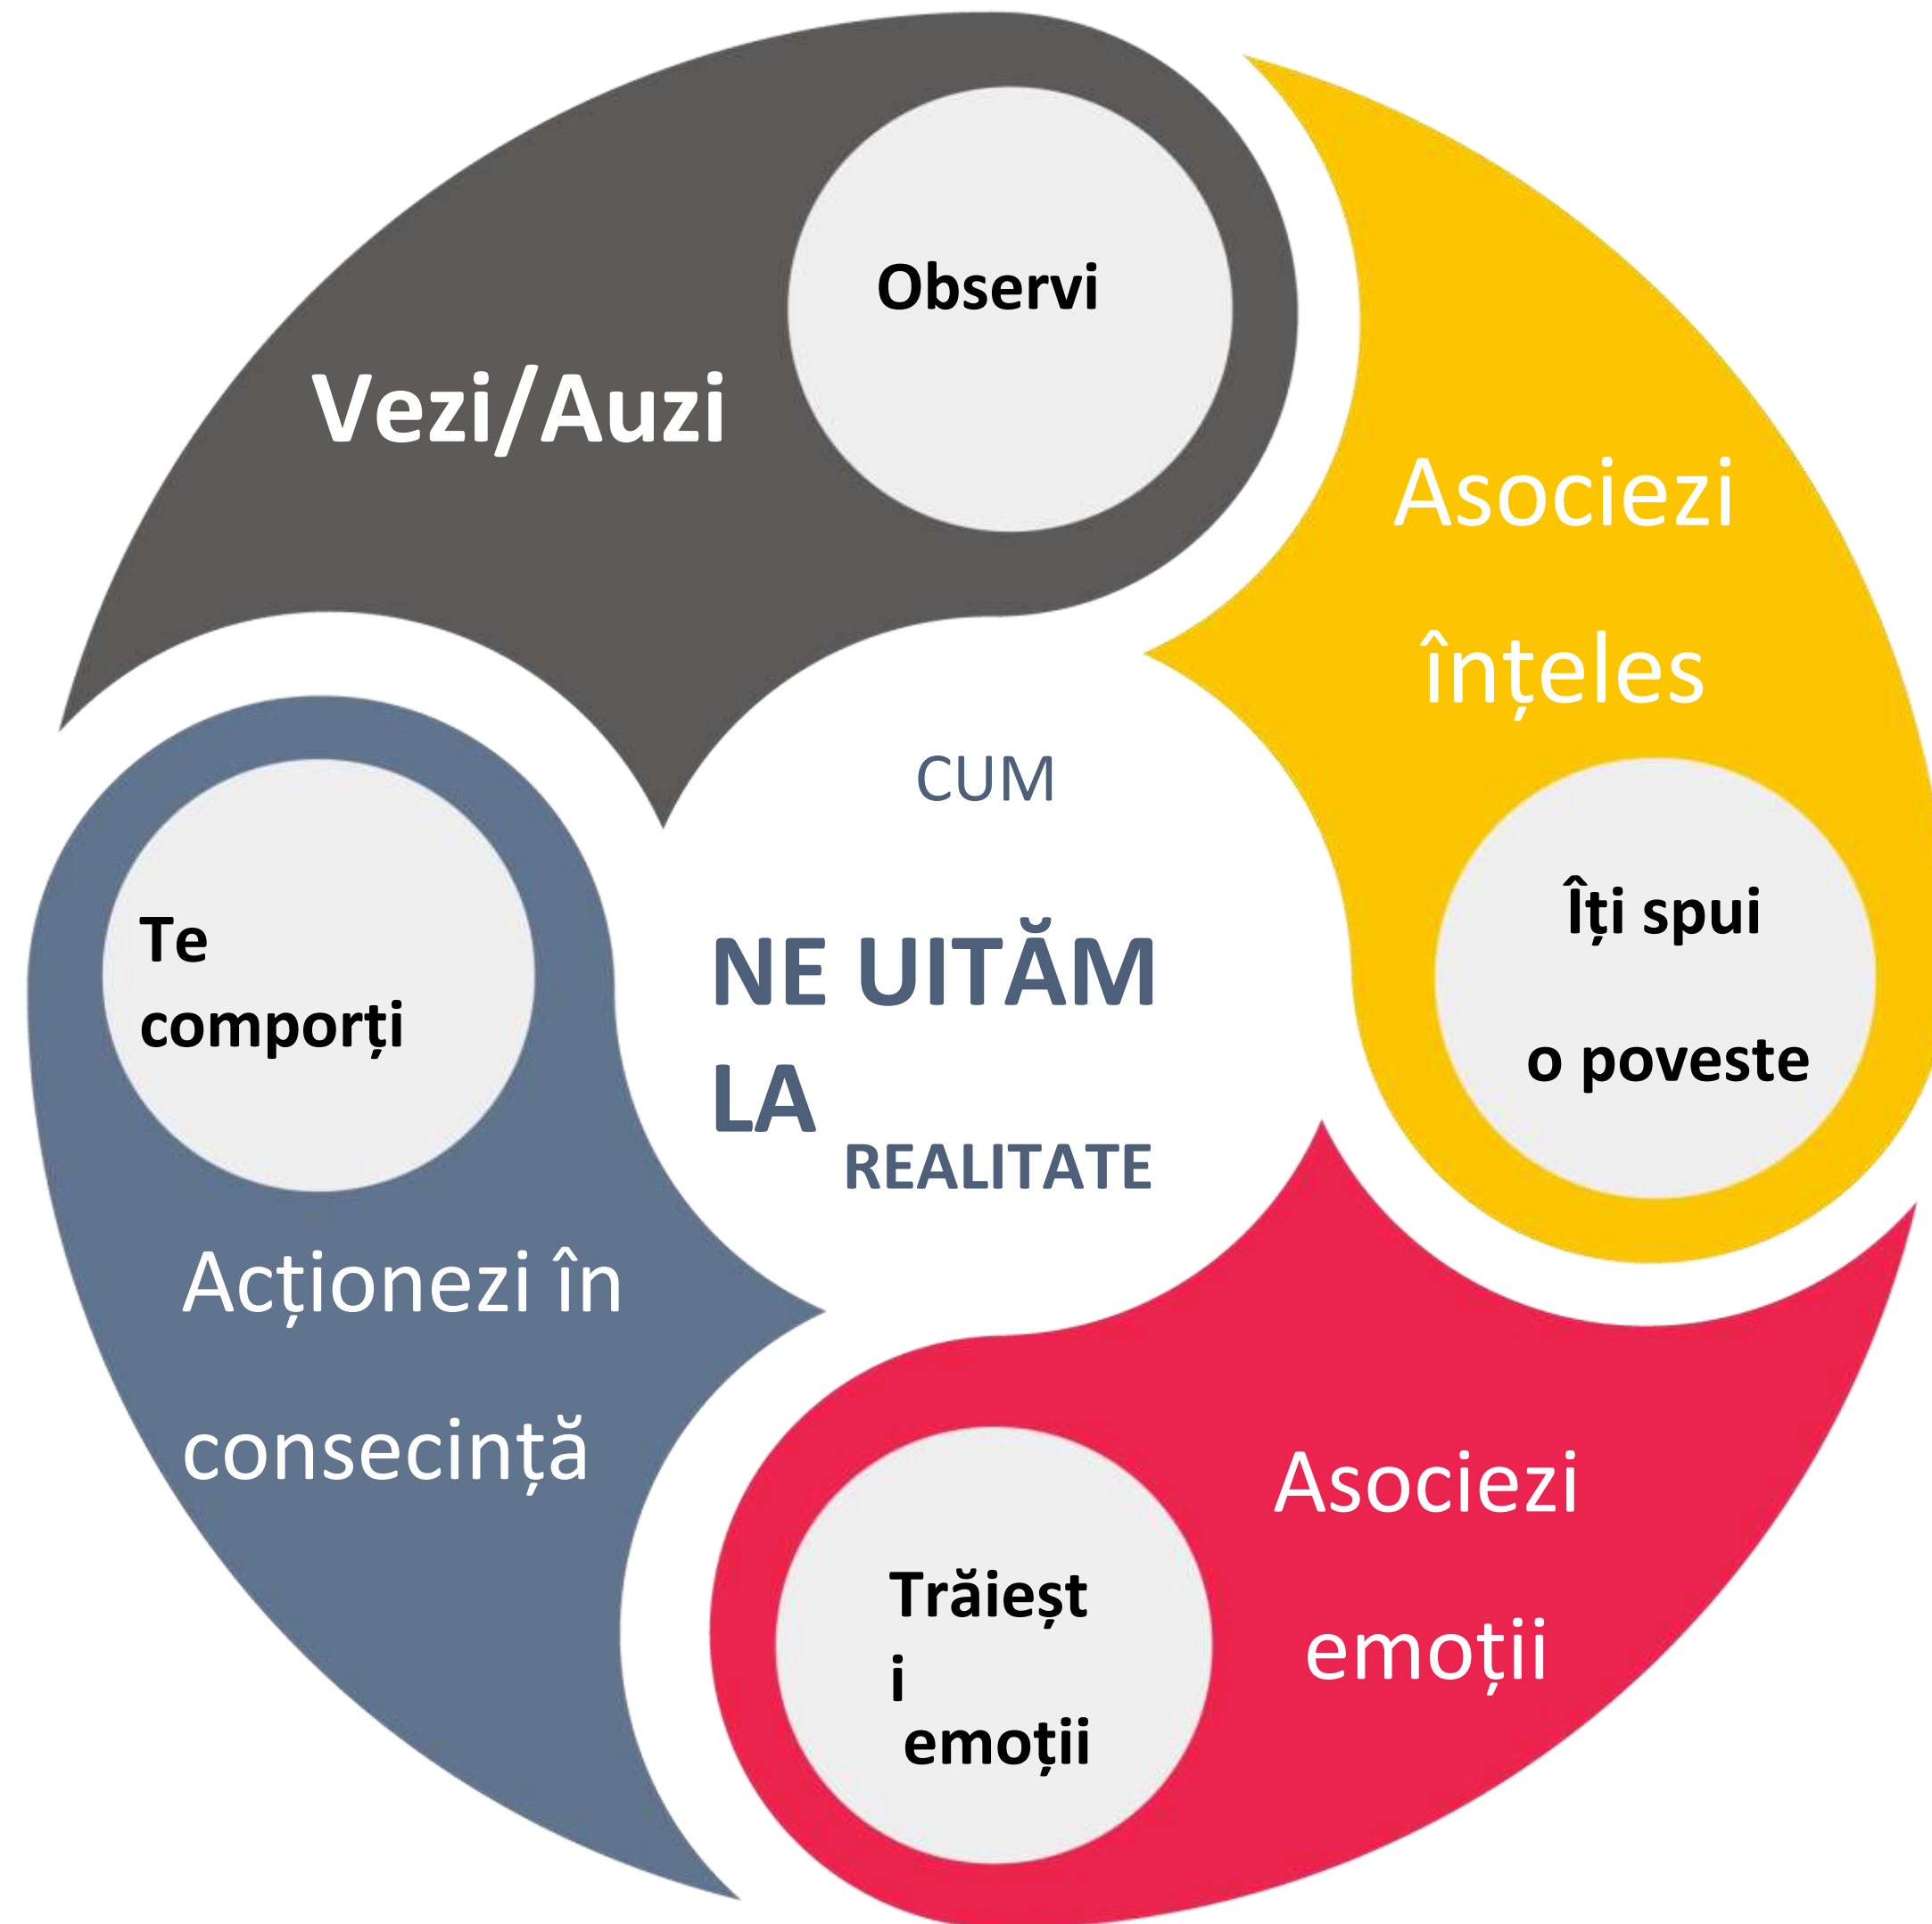 Observi
Vezi/Auzi
Asociezi
înțeles
Îți spui
o poveste
CUM
NE UITĂM
LA
REALITATE
Te
comporți
Acționezi în
consecință
Asociezi
emoții
Trăieșt
i
emoții